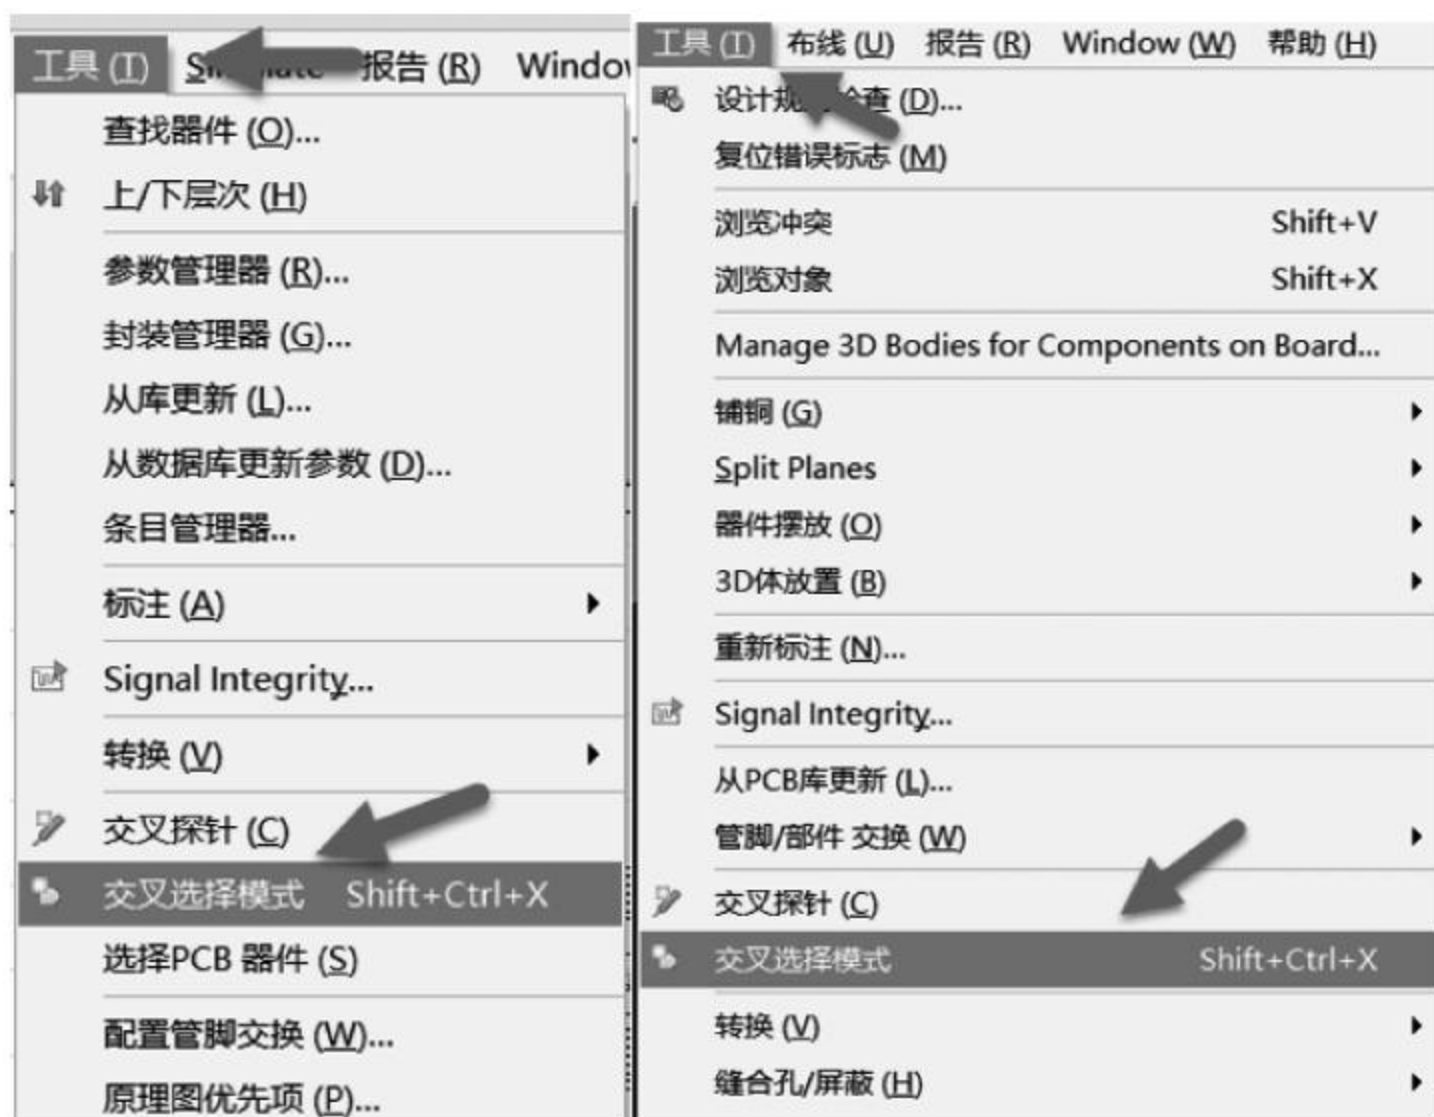 工具 (T) 报告 (R) Window
查找器件 (O)...
上/下层次 (H)
参数管理器 (R)...
封装管理器 (G)...
从库更新 (L)...
从数据库更新参数 (D)...
条目管理器...
标注 (A)
Signal Integrity...
转换 (V)
交叉探针 (C)
交叉选择模式 Shift+Ctrl+X
选择PCB 器件 (S)
配置管脚交换 (W)...
原理图优先项 (P)...
工具 (T) 布线 (U) 报告 (R) Window (W) 帮助 (H)
设计规则检查 (D)...
复位错误标志 (M)
浏览冲突 Shift+V
浏览对象 Shift+X
Manage 3D Bodies for Components on Board...
铺铜 (G)
Split Planes
器件摆放 (O)
3D体放置 (B)
重新标注 (N)...
Signal Integrity...
从PCB库更新 (L)...
管脚/部件 交换 (W)
交叉探针 (C)
交叉选择模式 Shift+Ctrl+X
转换 (V)
缝合孔/屏蔽 (H)